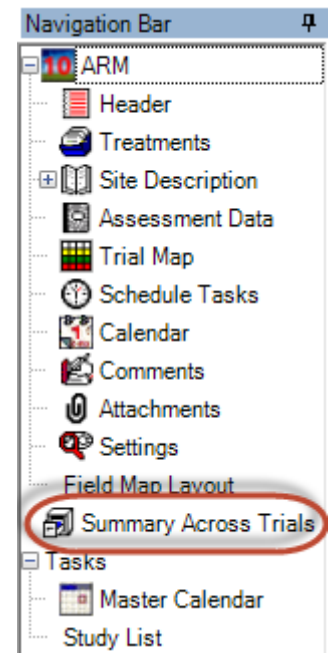 Navigation Bar
10 ARM
Header
Treatments
Site Description
Assessment Data
Trial Map
Schedule Tasks
Calendar
Comments
Attachments
Settings
Field Map Layout
Summary Across Trials
Tasks
Master Calendar
Study List